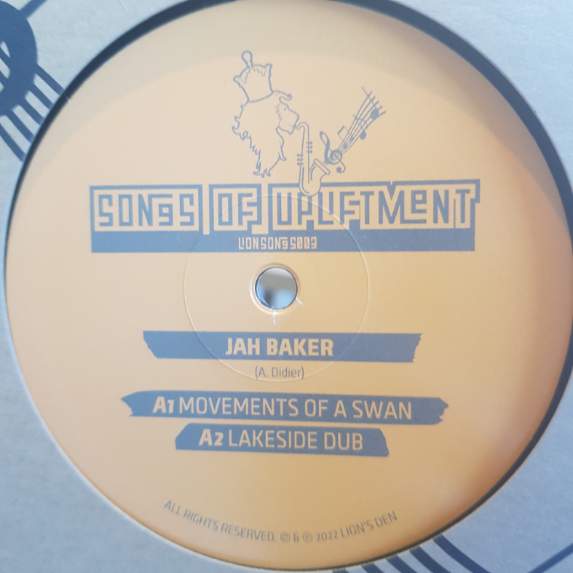 SONGS OF UPLIFTMENT
LIONSONGS003
JAH BAKER
(A. Didier)
A1 MOVEMENTS OF A SWAN
A2 LAKESIDE DUB
ALL RIGHTS RESERVED. © & ℗ 2022 LION'S DEN